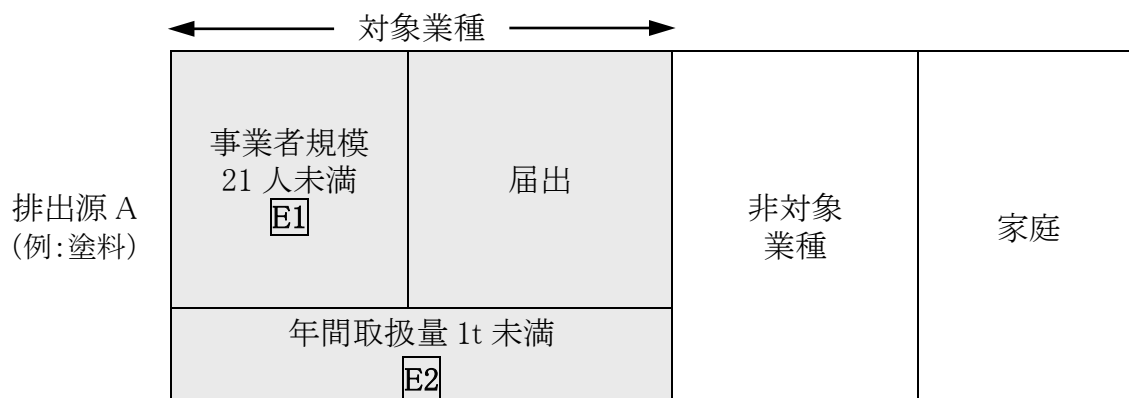 対象業種
事業者規模
21 人未満
E1
届出
排出源 A
(例:塗料)
非対象
業種
家庭
年間取扱量 1t 未満
E2